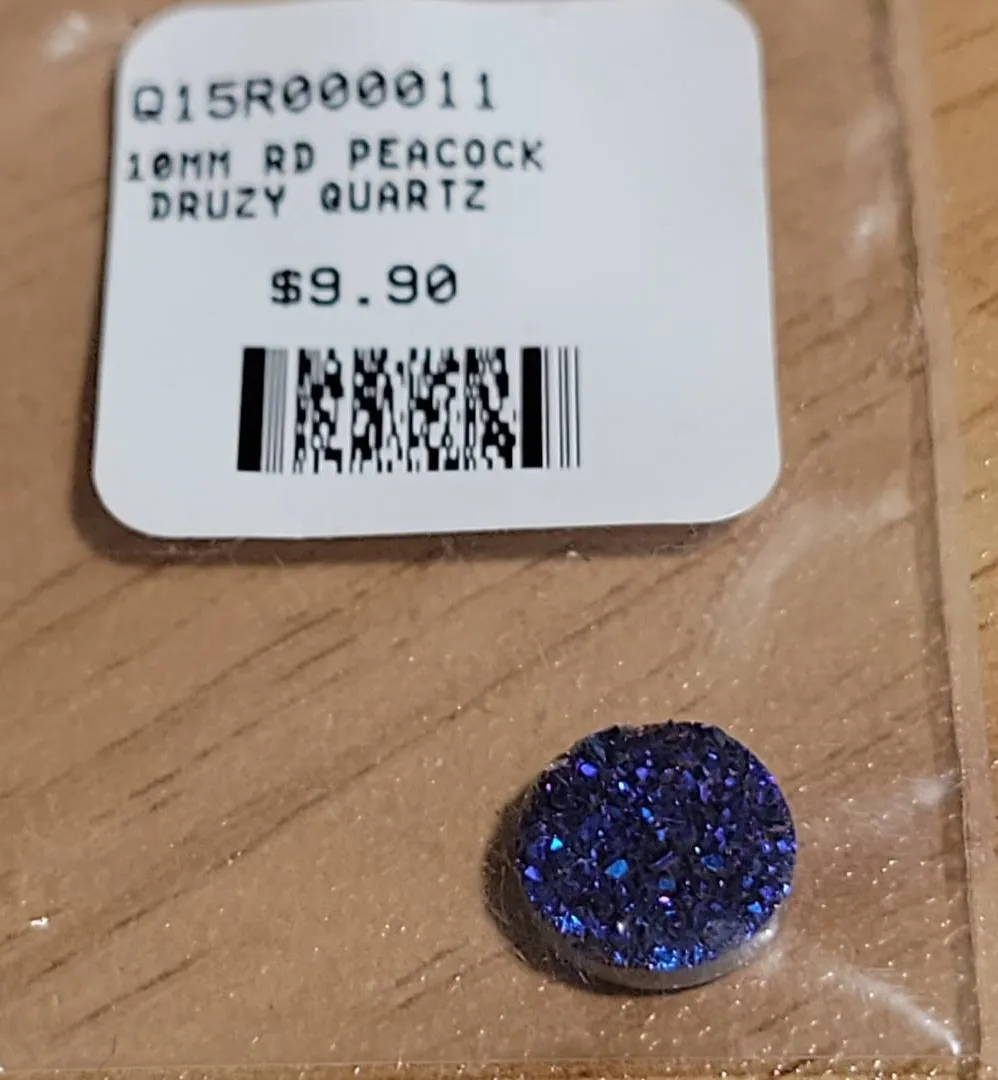 Q15R000011
10MM RD PEACOCK
DRUZY QUARTZ
$9.90